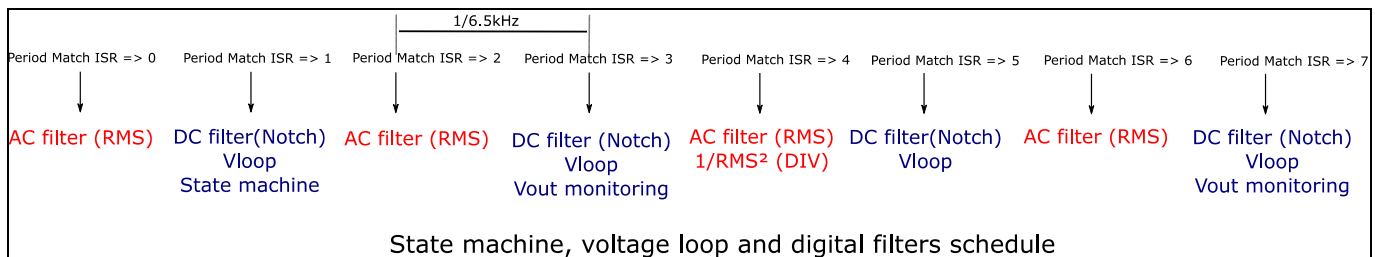 1/6.5kHz
Period Match ISR => 0
Period Match ISR => 1
Period Match ISR => 2
Period Match ISR => 3
Period Match ISR => 4
Period Match ISR => 5
Period Match ISR => 6
Period Match ISR => 7
AC filter (RMS)
DC filter(Notch)
Vloop
State machine
AC filter (RMS)
DC filter (Notch)
Vloop
Vout monitoring
AC filter (RMS)
1/RMS² (DIV)
DC filter(Notch)
Vloop
AC filter (RMS)
DC filter (Notch)
Vloop
Vout monitoring
State machine, voltage loop and digital filters schedule